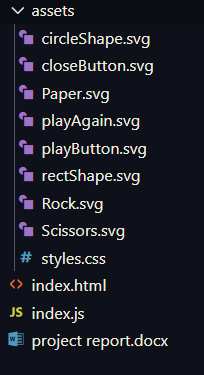 assets
circleShape.svg
closeButton.svg
Paper.svg
playAgain.svg
playButton.svg
rectShape.svg
Rock.svg
Scissors.svg
# styles.css
<> index.html
JS index.js
W project report.docx